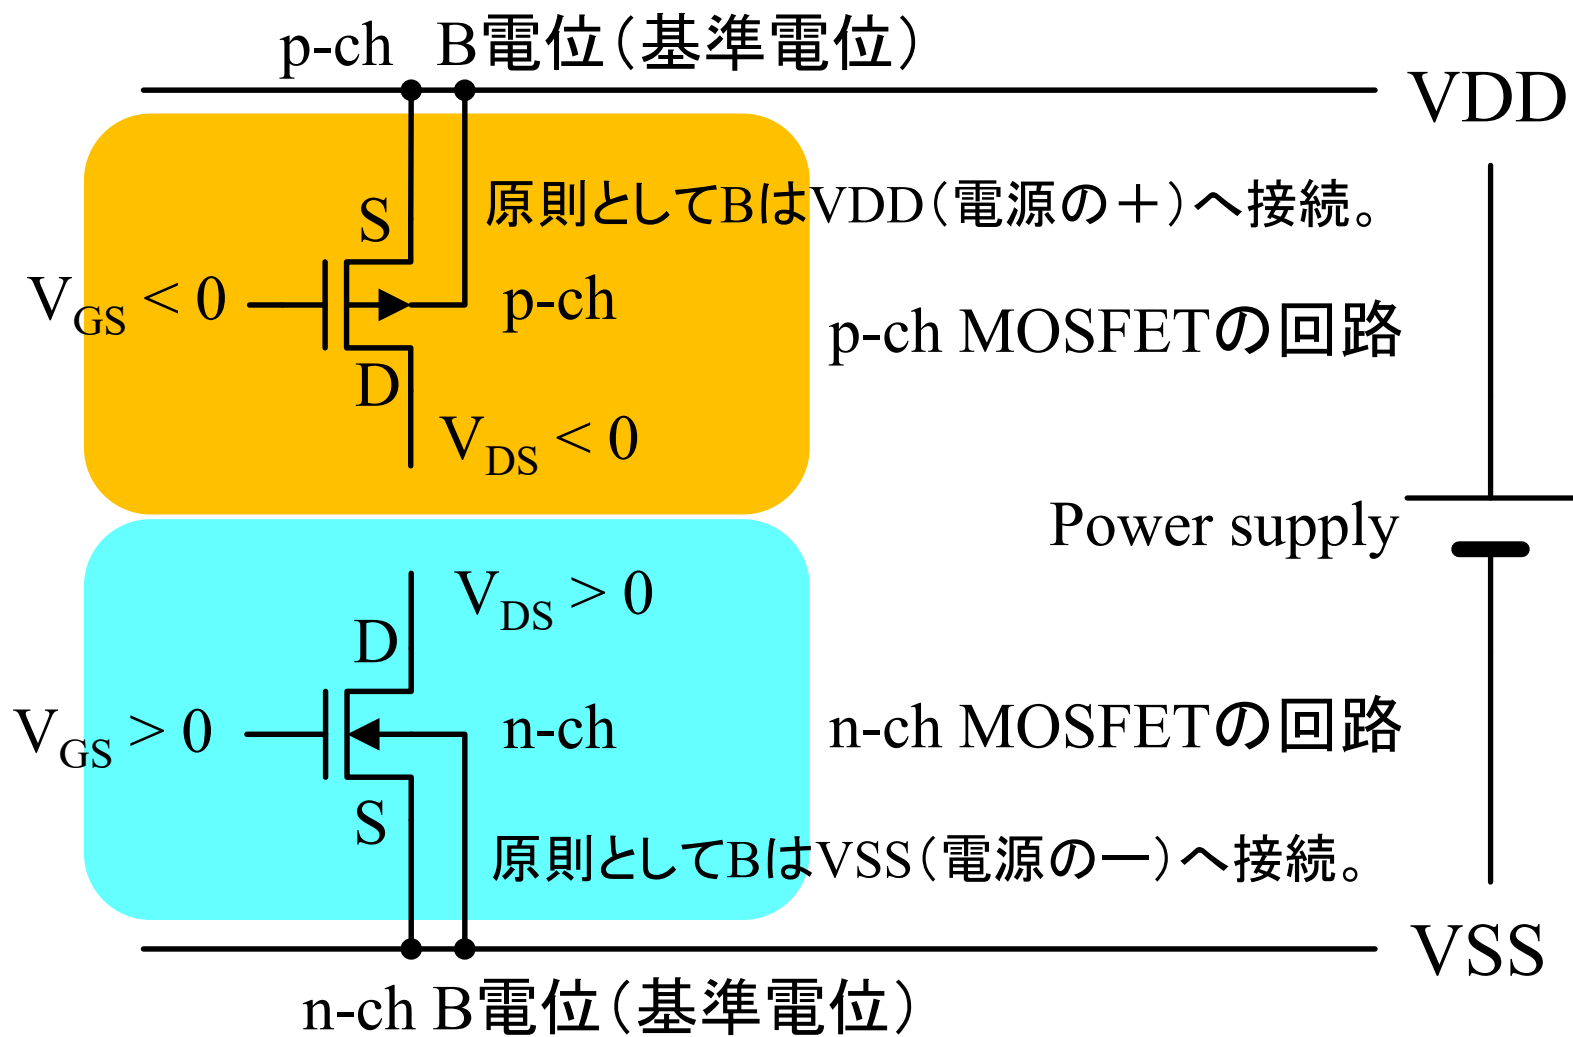 p-ch B電位（基準電位）
VDD
原則としてBはVDD（電源の＋）へ接続。
S
V_GS < 0
p-ch
p-ch MOSFETの回路
D
V_DS < 0
Power supply
V_DS > 0
D
V_GS > 0
n-ch
n-ch MOSFETの回路
S
原則としてBはVSS（電源の－）へ接続。
VSS
n-ch B電位（基準電位）